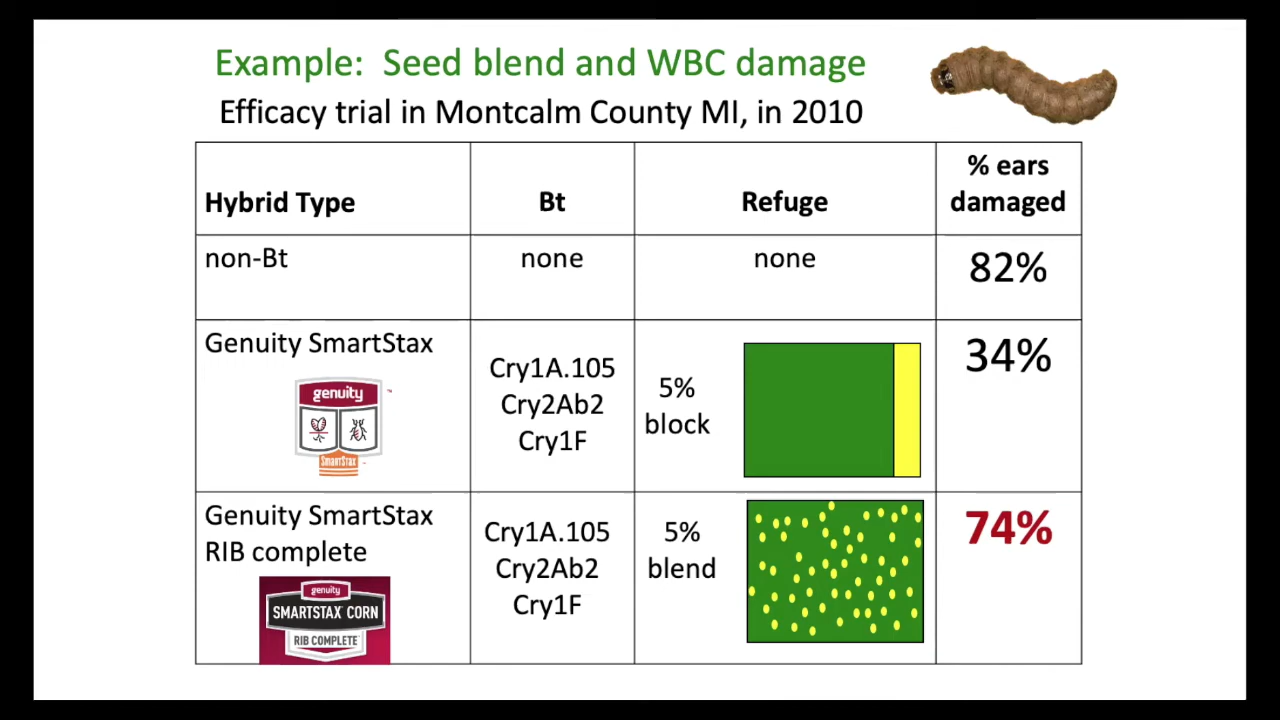 Example:  Seed blend and WBC damage
Efficacy trial in Montcalm County MI, in 2010
Hybrid Type
Bt
Refuge
% ears
damaged
non-Bt
none
none
82%
Genuity SmartStax
genuity
SMARTSTAX
Cry1A.105
Cry2Ab2
Cry1F
5%
block
34%
Genuity SmartStax
RIB complete
genuity
SMARTSTAX CORN
RIB COMPLETE
Cry1A.105
Cry2Ab2
Cry1F
5%
blend
74%